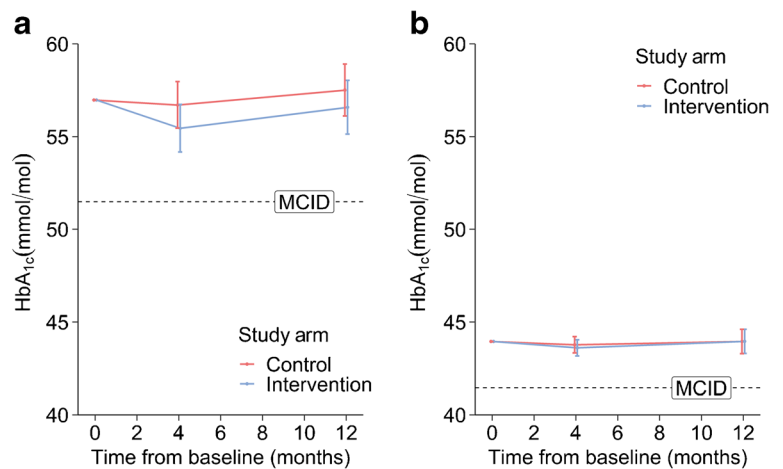 a
60
55
50
45
40
HbA1c(mmol/mol)
MCID
Study arm
Control
Intervention
0 2 4 6 8 10 12
Time from baseline (months)
b
60
55
50
45
40
HbA1c(mmol/mol)
Study arm
Control
Intervention
MCID
0 2 4 6 8 10 12
Time from baseline (months)